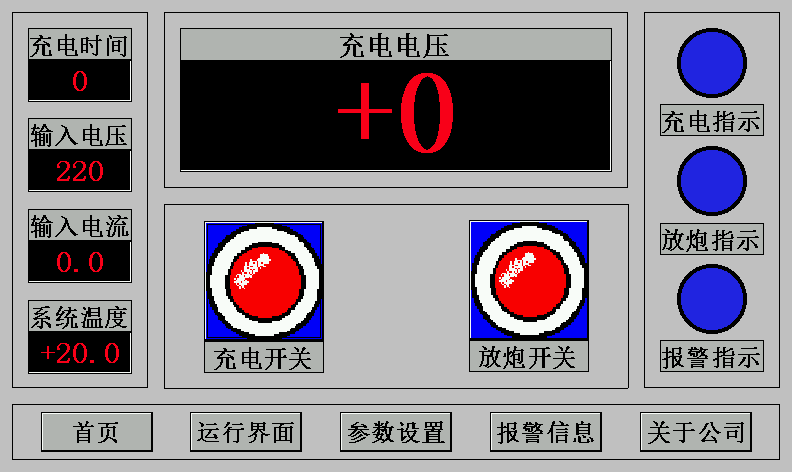 充电时间
0
输入电压
220
输入电流
0.0
系统温度
+20.0
充电电压
+0
充电开关
放炮开关
充电指示
放炮指示
报警指示
首页
运行界面
参数设置
报警信息
关于公司